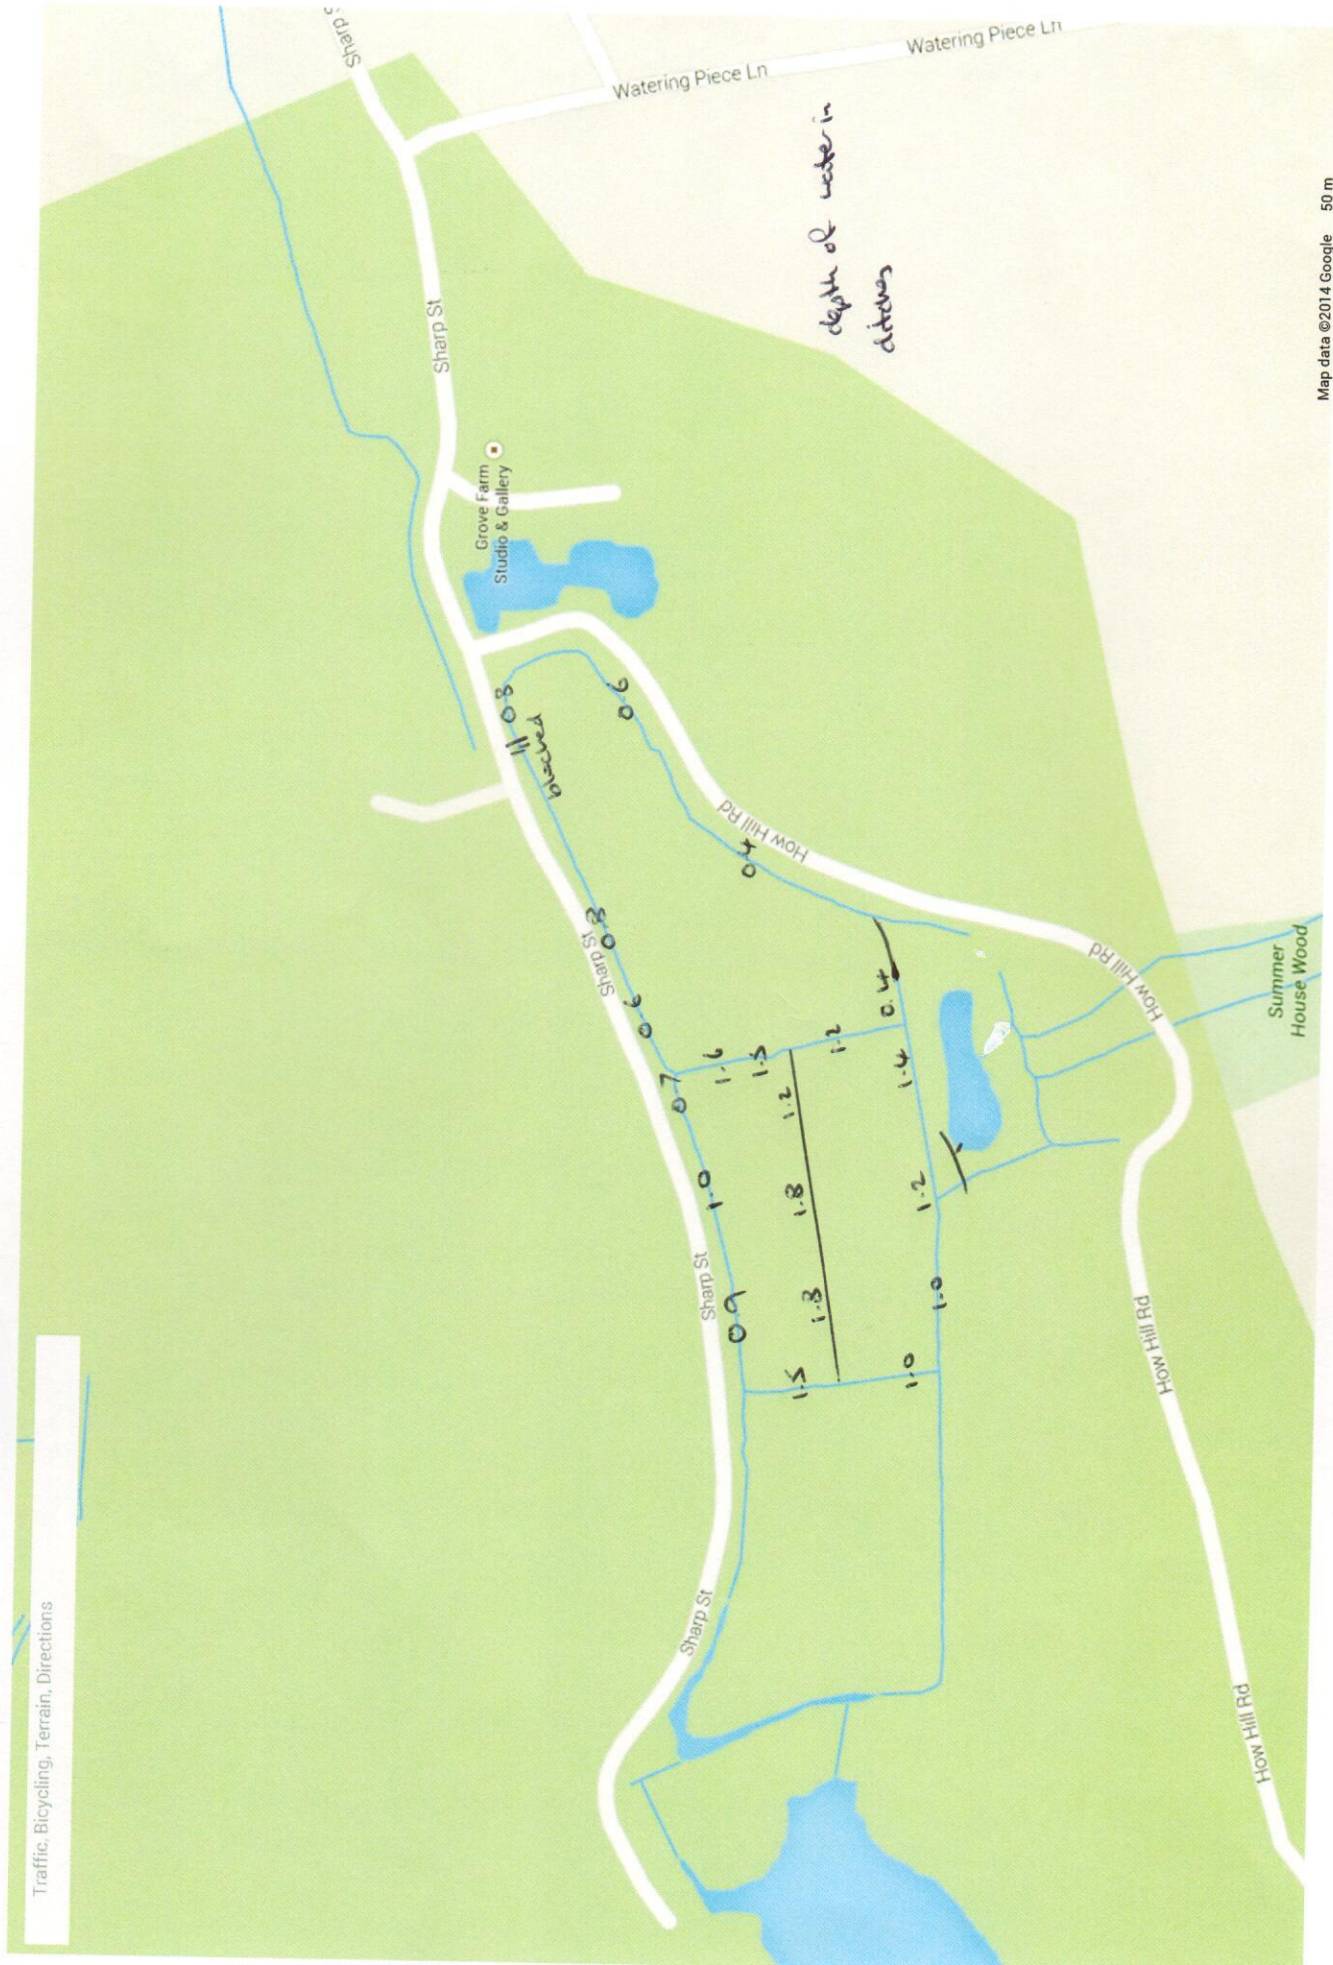 Traffic, Bicycling, Terrain, Directions
Sharp S
Sharp St
Watering Piece Ln
Watering Piece Ln
Grove Farm
Studio & Gallery
depth of water in
ditches
0.8
blocked
0.6
0.4
How Hill Rd
Sharp St
0.8
0.6
0.7
1.6
1.5
1.2
0.4
1.4
1.2
1.0
1.8
1.2
Sharp St
0.9
1.8
1.0
1.5
1.0
How Hill Rd
Summer
House Wood
How Hill Rd
Sharp St
How Hill Rd
Map data ©2014 Google 50 m